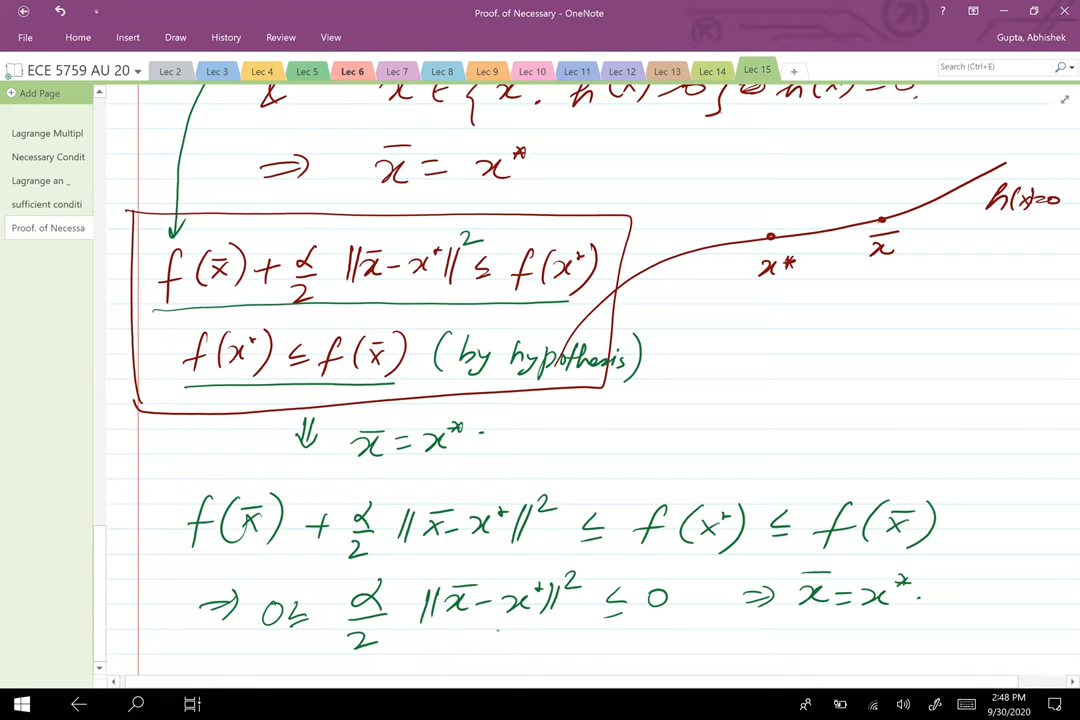 Proof. of Necessary - OneNote
Gupta, Abhishek
File Home Insert Draw History Review View
ECE 5759 AU 20 Lec 2 Lec 3 Lec 4 Lec 5 Lec 6 Lec 7 Lec 8 Lec 9 Lec 10 Lec 11 Lec 12 Lec 13 Lec 14 Lec 15
Search (Ctrl+E)
Add Page
Lagrange Multipl
Necessary Condit
Lagrange an _
sufficient conditi
Proof. of Necessa
⇒ x̄ = x*
h(x)=0
x* x̄
f(x̄) + α/2 ||x̄ - x*||² ≤ f(x*)
f(x*) ≤ f(x̄) (by hypothesis)
⇓ x̄ = x*.
f(x̄) + α/2 ||x̄ - x*||² ≤ f(x*) ≤ f(x̄)
⇒ 0 ≤ α/2 ||x̄ - x*||² ≤ 0 ⇒ x̄ = x*.
2:48 PM
9/30/2020